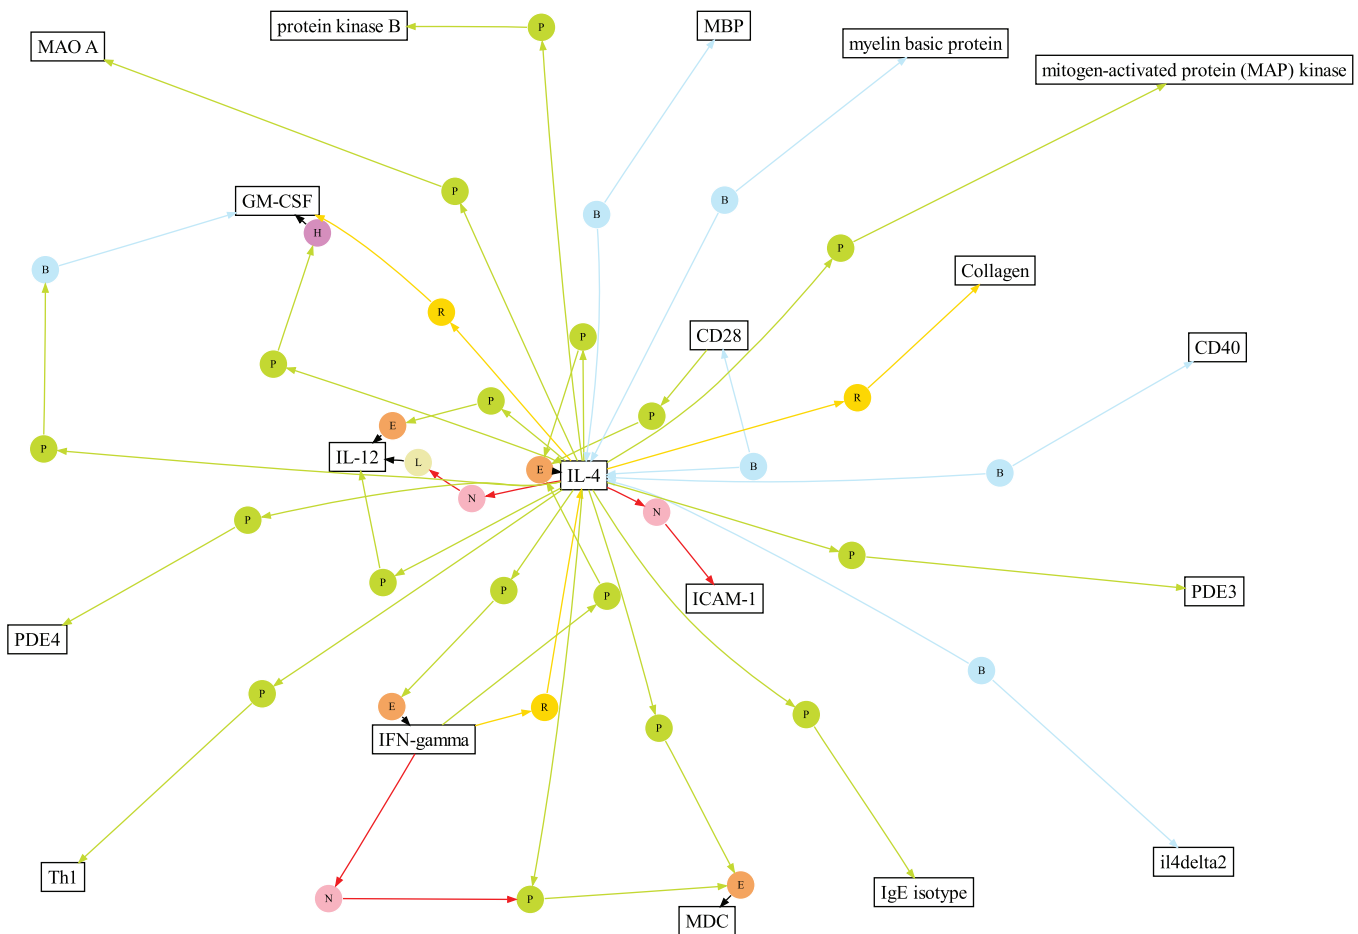 protein kinase B
P
MBP
MAO A
myelin basic protein
mitogen-activated protein (MAP) kinase
P
GM-CSF
B
B
H
P
B
Collagen
R
CD28
P
CD40
P
P
R
P
E
P
IL-12
L
E
IL-4
B
B
N
N
P
P
P
P
P
ICAM-1
PDE3
PDE4
B
P
E
R
P
P
IFN-gamma
Th1
il4delta2
N
P
E
IgE isotype
MDC